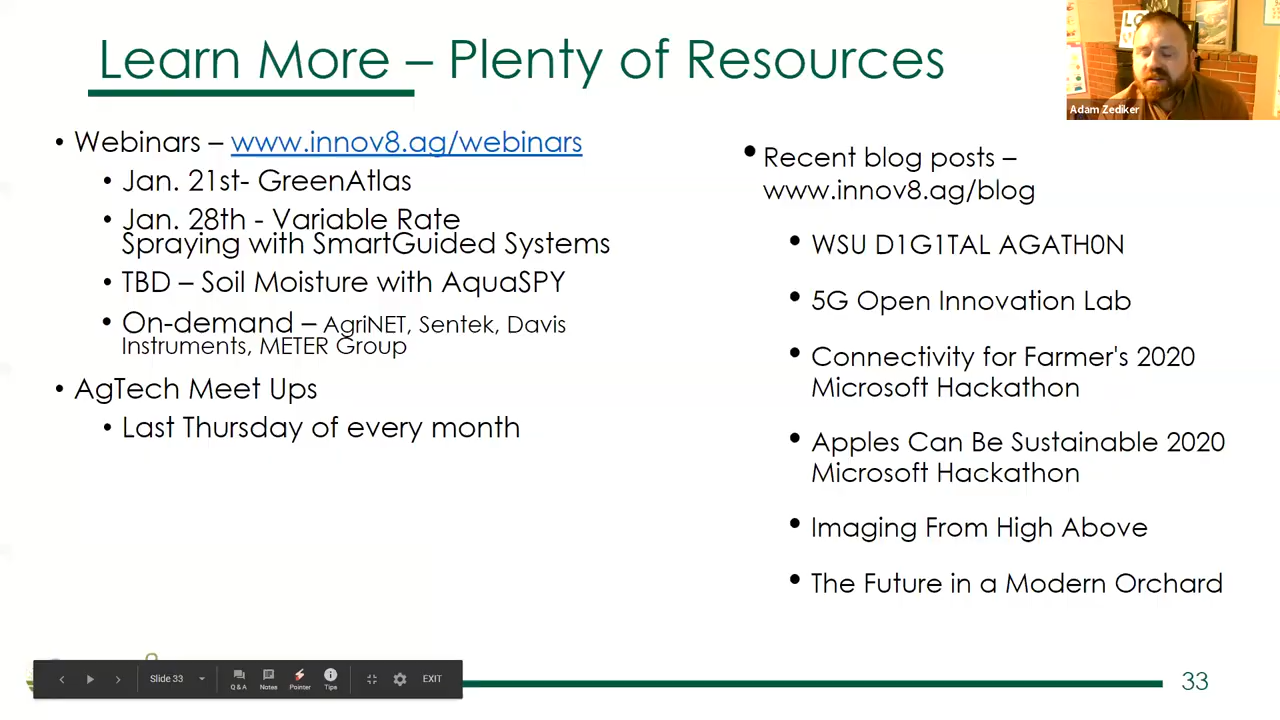 Learn More – Plenty of Resources
Adam Zediker
• Webinars – www.innov8.ag/webinars
• Jan. 21st- GreenAtlas
• Jan. 28th - Variable Rate
Spraying with SmartGuided Systems
• TBD – Soil Moisture with AquaSPY
• On-demand – AgriNET, Sentek, Davis
Instruments, METER Group
• AgTech Meet Ups
• Last Thursday of every month
• Recent blog posts –
www.innov8.ag/blog
• WSU D1G1TAL AGATH0N
• 5G Open Innovation Lab
• Connectivity for Farmer's 2020
Microsoft Hackathon
• Apples Can Be Sustainable 2020
Microsoft Hackathon
• Imaging From High Above
• The Future in a Modern Orchard
Slide 33
Q & A
Notes
Pointer
Tips
EXIT
33